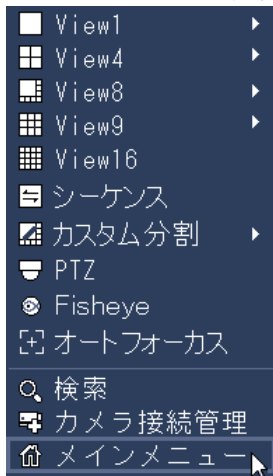 View1
View4
View8
View9
View16
シーケンス
カスタム分割
PTZ
Fisheye
オートフォーカス
検索
カメラ接続管理
メインメニュー